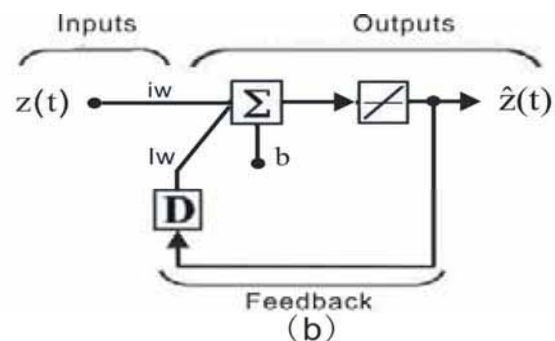 Inputs Outputs
z(t) iw Σ ẑ(t)
lw b
D
Feedback
(b)